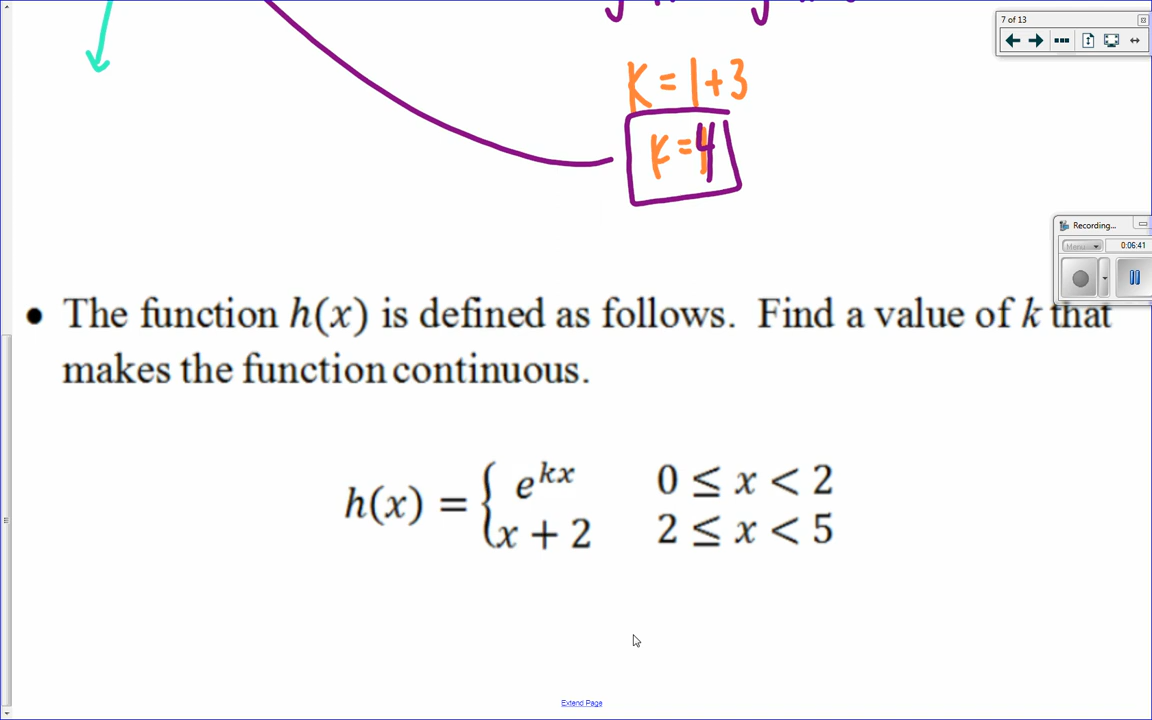 7 of 13
K = 1 + 3
K = 4
Recording...
Menu
0:06:41
• The function h(x) is defined as follows. Find a value of k that
makes the function continuous.
h(x) = { e^{kx} 0 ≤ x < 2
x + 2 2 ≤ x < 5
Extend Page